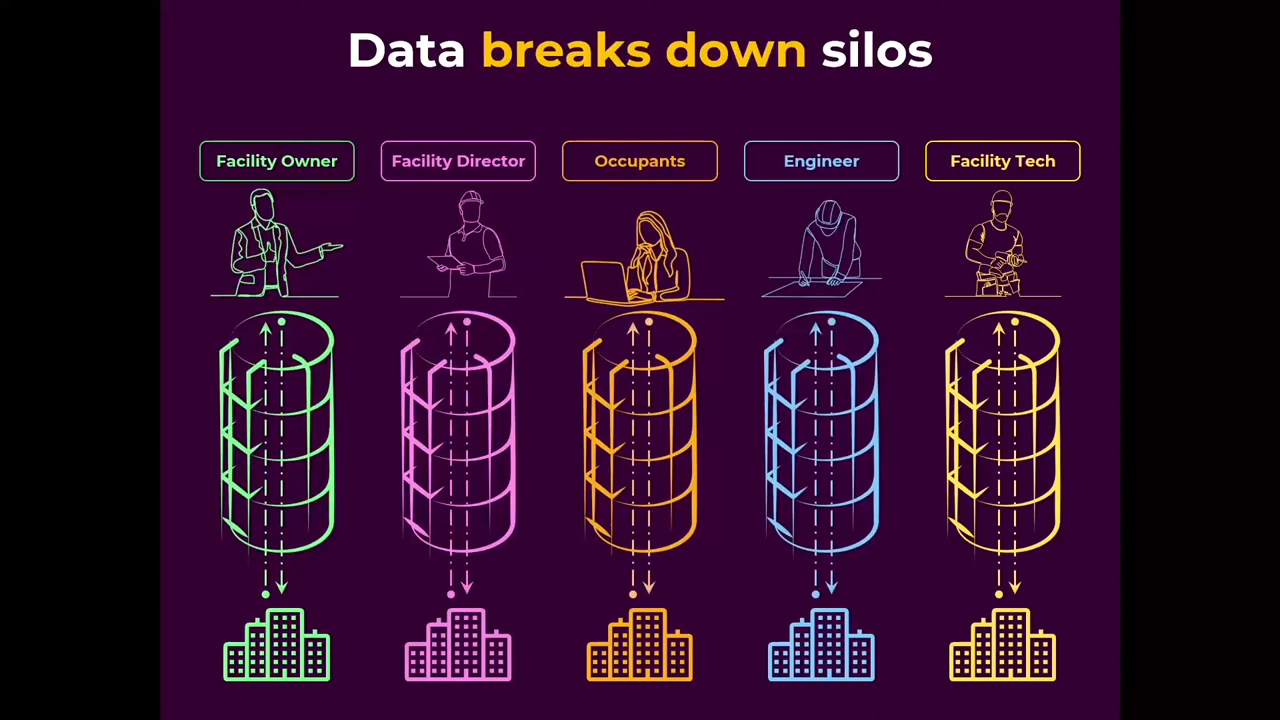 Data breaks down silos
Facility Owner
Facility Director
Occupants
Engineer
Facility Tech